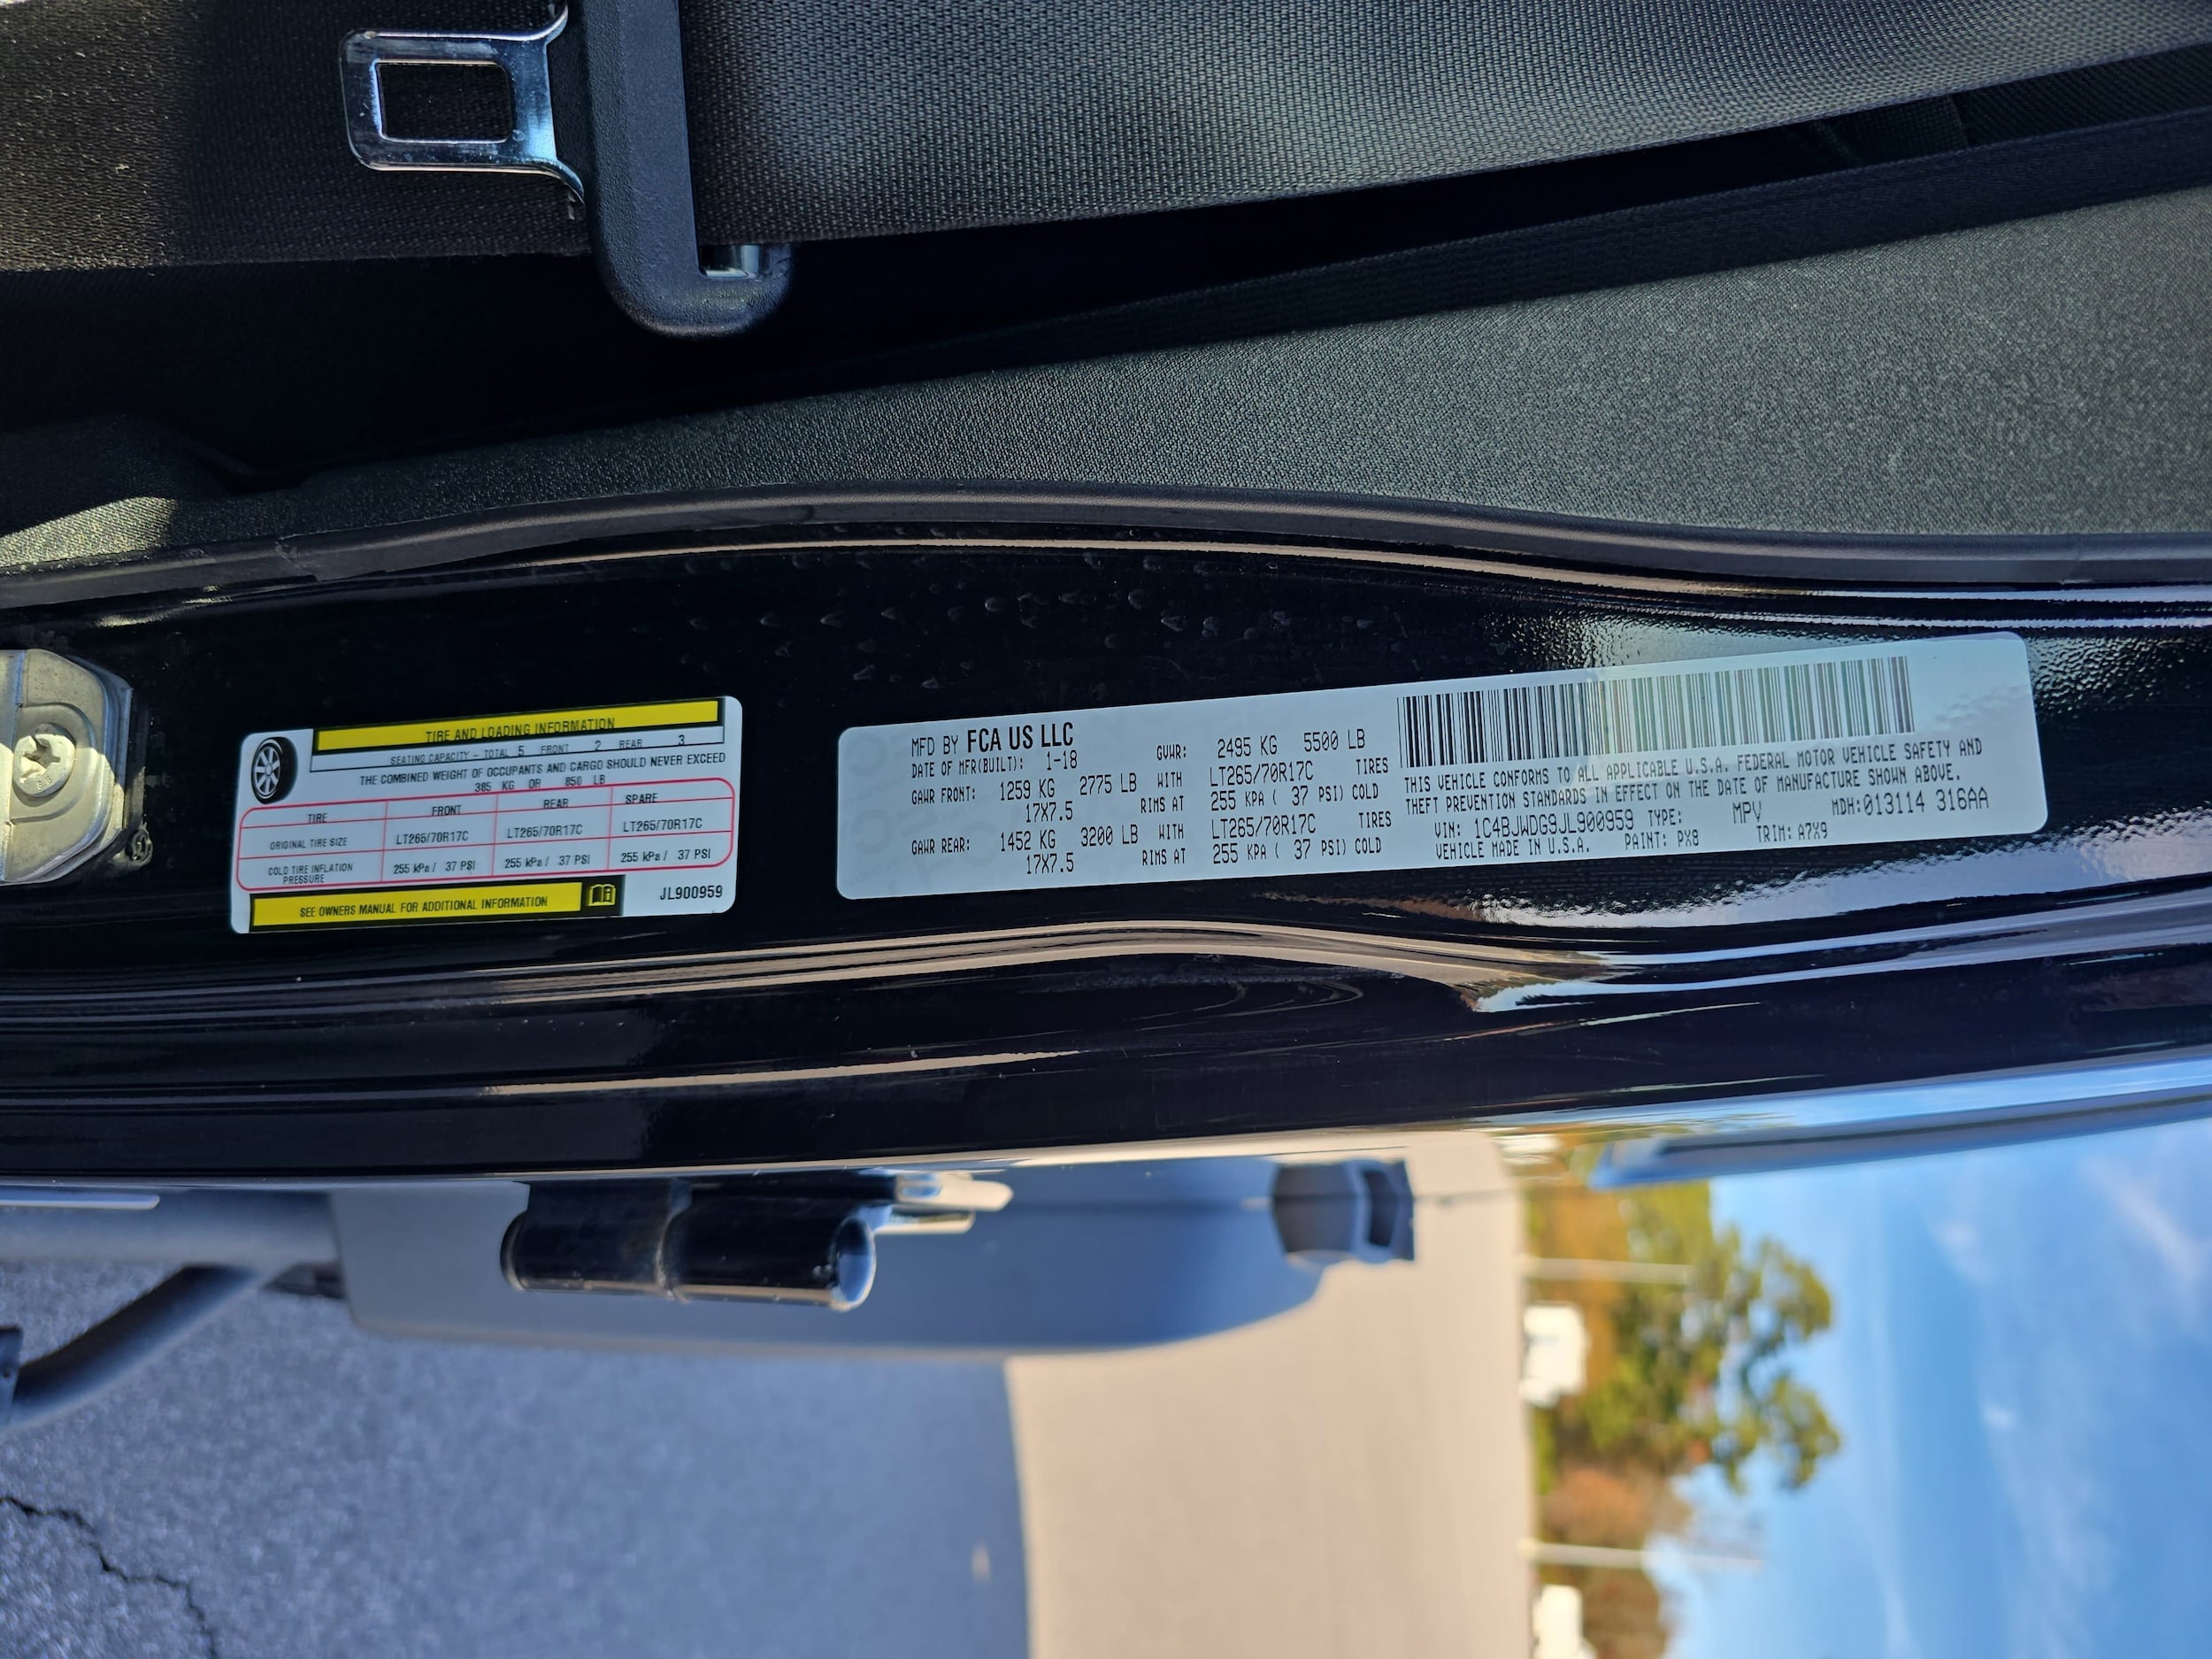 TIRE AND LOADING INFORMATION
SEATING CAPACITY - TOTAL 5 FRONT 2 REAR 3
THE COMBINED WEIGHT OF OCCUPANTS AND CARGO SHOULD NEVER EXCEED
385 KG OR 850 LB
TIRE FRONT REAR SPARE
ORIGINAL TIRE SIZE LT265/70R17C LT265/70R17C LT265/70R17C
COLD TIRE INFLATION PRESSURE 255 kPa / 37 PSI 255 kPa / 37 PSI 255 kPa / 37 PSI
SEE OWNERS MANUAL FOR ADDITIONAL INFORMATION
JL900959
MFD BY FCA US LLC
DATE OF MFR(BUILT): 1-18 GVWR: 2495 KG 5500 LB
GAWR FRONT: 1259 KG 2775 LB WITH LT265/70R17C TIRES
17X7.5 RIMS AT 255 KPA ( 37 PSI) COLD
GAWR REAR: 1452 KG 3200 LB WITH LT265/70R17C TIRES
17X7.5 RIMS AT 255 KPA ( 37 PSI) COLD
THIS VEHICLE CONFORMS TO ALL APPLICABLE U.S.A. FEDERAL MOTOR VEHICLE SAFETY AND
THEFT PREVENTION STANDARDS IN EFFECT ON THE DATE OF MANUFACTURE SHOWN ABOVE.
VIN: 1C4BJWDG9JL900959 TYPE: MPV MDH:013114 316AA
VEHICLE MADE IN U.S.A. PAINT: PX8 TRIM: A7X9